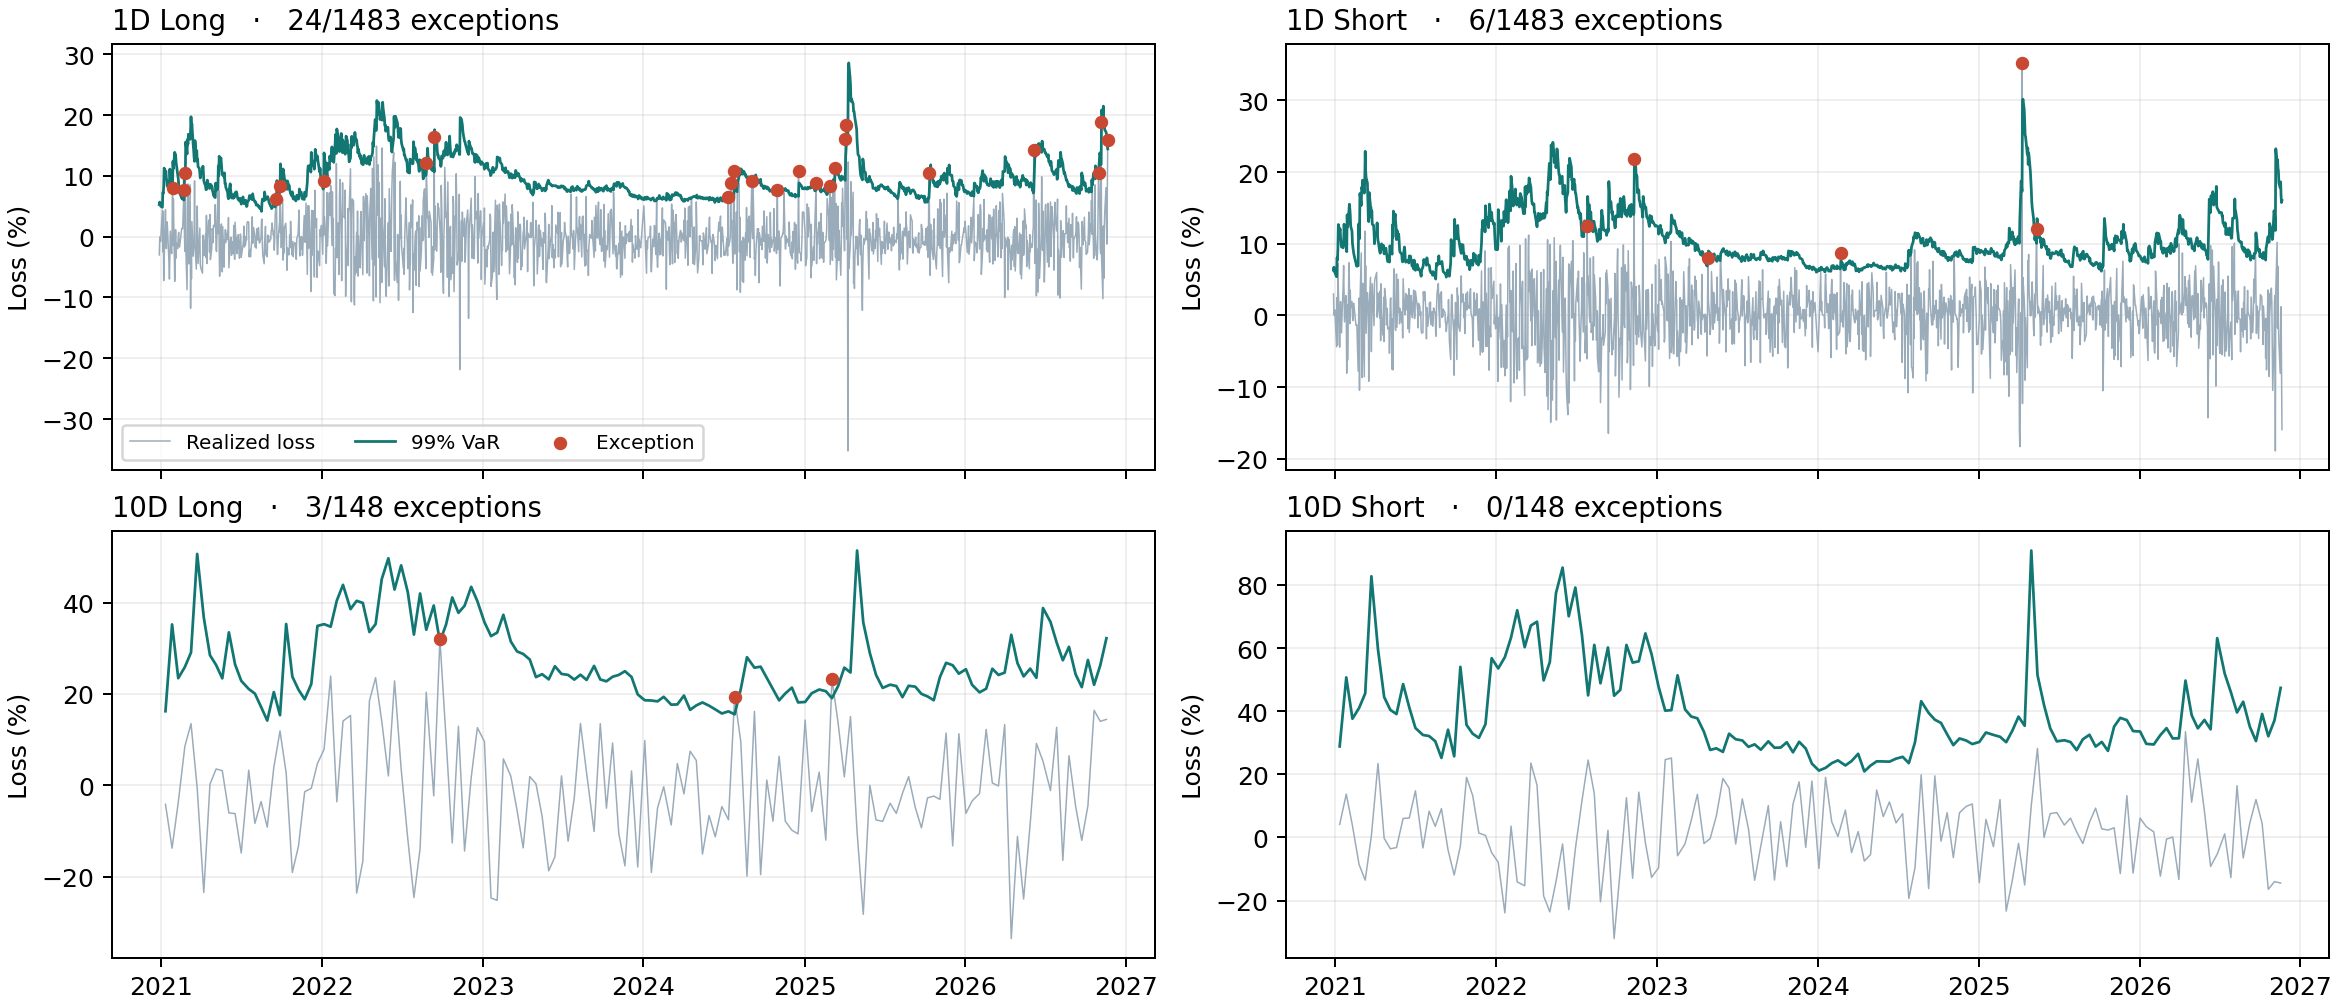 1D Long · 24/1483 exceptions
Loss (%)
30
20
10
0
−10
−20
−30
Realized loss
99% VaR
Exception
1D Short · 6/1483 exceptions
Loss (%)
30
20
10
0
−10
−20
10D Long · 3/148 exceptions
Loss (%)
40
20
0
−20
2021 2022 2023 2024 2025 2026 2027
10D Short · 0/148 exceptions
Loss (%)
80
60
40
20
0
−20
2021 2022 2023 2024 2025 2026 2027